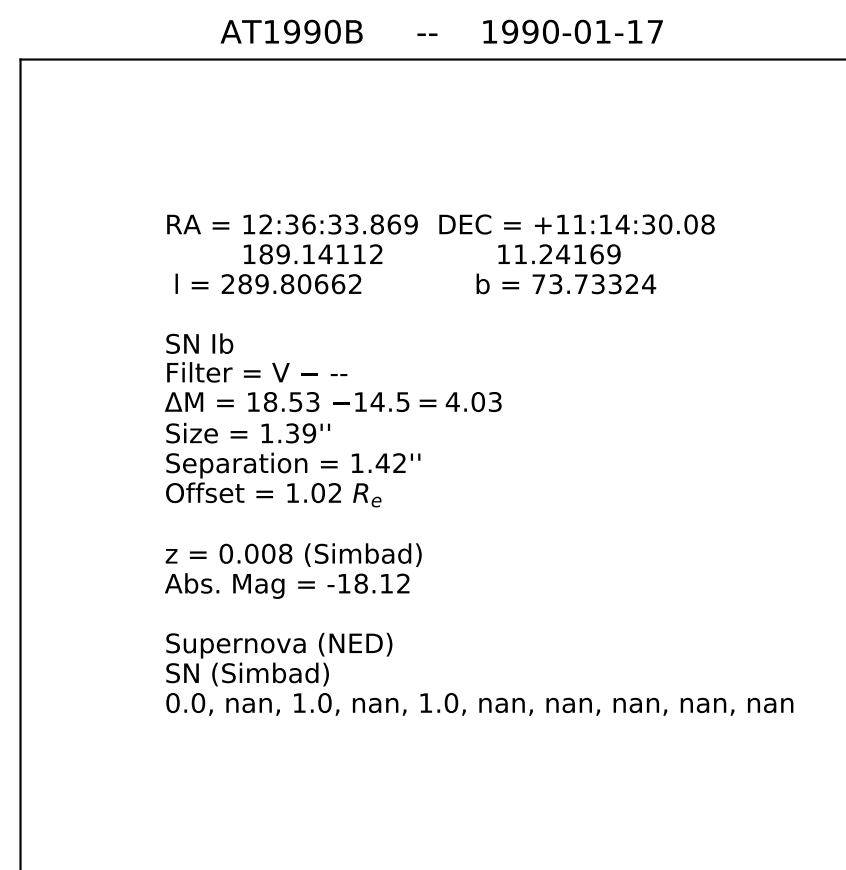 AT1990B -- 1990-01-17
RA = 12:36:33.869 DEC = +11:14:30.08
189.14112 11.24169
l = 289.80662 b = 73.73324
SN Ib
Filter = V − --
ΔM = 18.53 −14.5 = 4.03
Size = 1.39''
Separation = 1.42''
Offset = 1.02 Rₑ
z = 0.008 (Simbad)
Abs. Mag = -18.12
Supernova (NED)
SN (Simbad)
0.0, nan, 1.0, nan, 1.0, nan, nan, nan, nan, nan